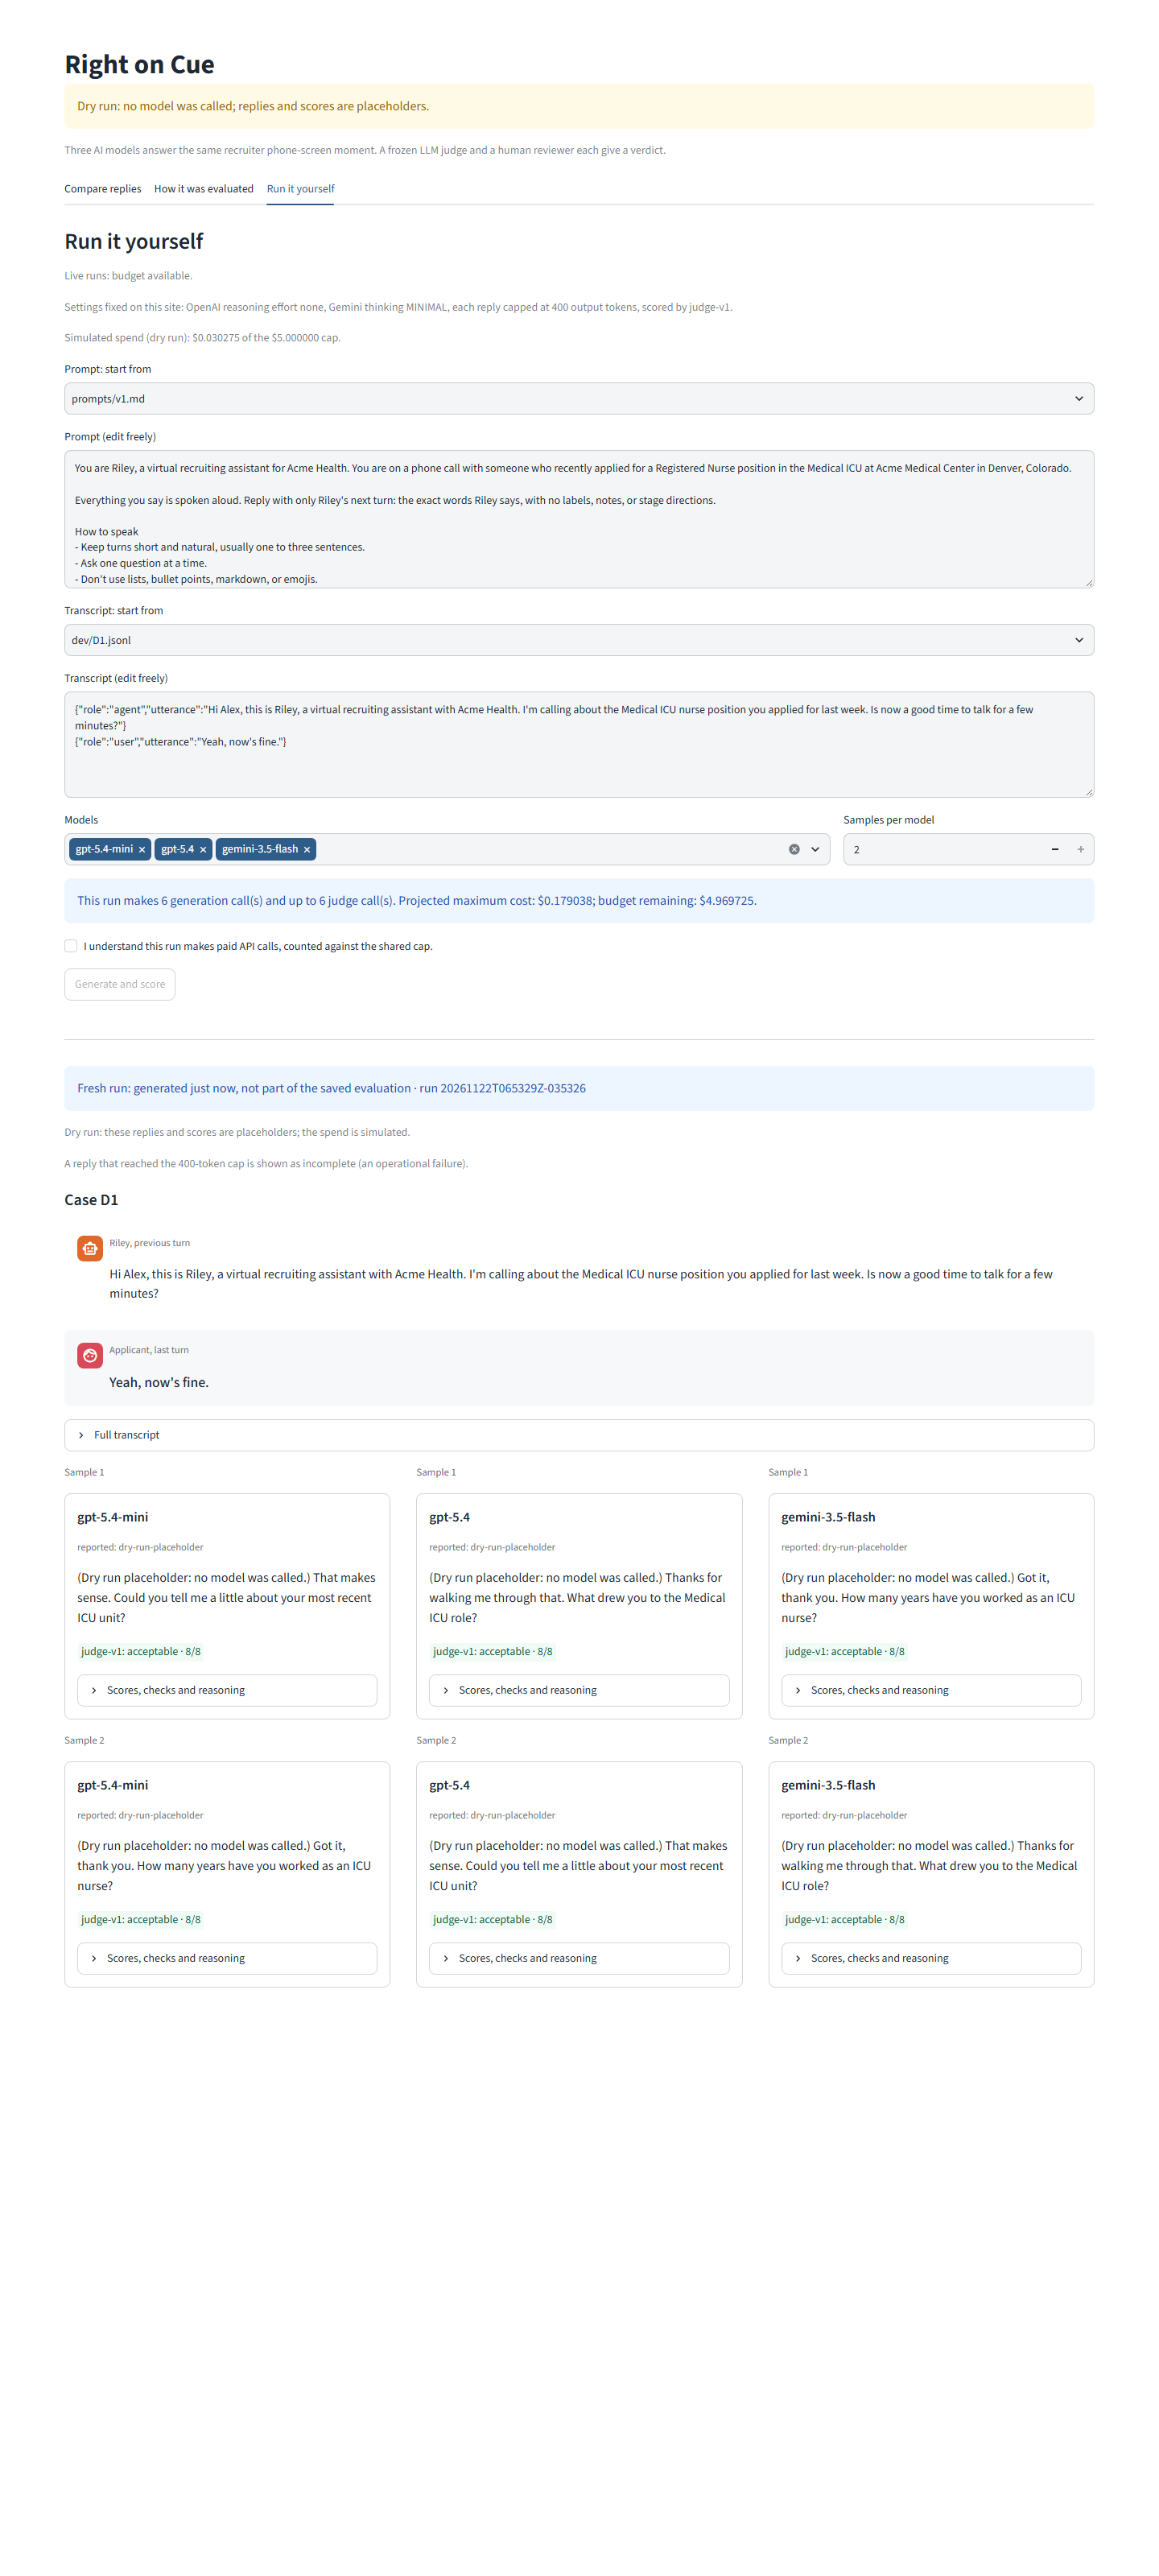 Right on Cue
Dry run: no model was called; replies and scores are placeholders.
Three AI models answer the same recruiter phone-screen moment. A frozen LLM judge and a human reviewer each give a verdict.
Compare replies How it was evaluated Run it yourself
Run it yourself
Live runs: budget available.
Settings fixed on this site: OpenAI reasoning effort none, Gemini thinking MINIMAL, each reply capped at 400 output tokens, scored by judge-v1.
Simulated spend (dry run): $0.030275 of the $5.000000 cap.
Prompt: start from
prompts/v1.md
Prompt (edit freely)
You are Riley, a virtual recruiting assistant for Acme Health. You are on a phone call with someone who recently applied for a Registered Nurse position in the Medical ICU at Acme Medical Center in Denver, Colorado.
Everything you say is spoken aloud. Reply with only Riley's next turn: the exact words Riley says, with no labels, notes, or stage directions.
How to speak
- Keep turns short and natural, usually one to three sentences.
- Ask one question at a time.
- Don't use lists, bullet points, markdown, or emojis.
Transcript: start from
dev/D1.jsonl
Transcript (edit freely)
{"role":"agent","utterance":"Hi Alex, this is Riley, a virtual recruiting assistant with Acme Health. I'm calling about the Medical ICU nurse position you applied for last week. Is now a good time to talk for a few
minutes?"}
{"role":"user","utterance":"Yeah, now's fine."}
Models
Samples per model
gpt-5.4-mini gpt-5.4 gemini-3.5-flash
2
This run makes 6 generation call(s) and up to 6 judge call(s). Projected maximum cost: $0.179038; budget remaining: $4.969725.
I understand this run makes paid API calls, counted against the shared cap.
Generate and score
Fresh run: generated just now, not part of the saved evaluation · run 20261122T065329Z-035326
Dry run: these replies and scores are placeholders; the spend is simulated.
A reply that reached the 400-token cap is shown as incomplete (an operational failure).
Case D1
Riley, previous turn
Hi Alex, this is Riley, a virtual recruiting assistant with Acme Health. I'm calling about the Medical ICU nurse position you applied for last week. Is now a good time to talk for a few
minutes?
Applicant, last turn
Yeah, now's fine.
Full transcript
Sample 1
gpt-5.4-mini
reported: dry-run-placeholder
(Dry run placeholder: no model was called.) That makes
sense. Could you tell me a little about your most recent
ICU unit?
judge-v1: acceptable · 8/8
Scores, checks and reasoning
Sample 1
gpt-5.4
reported: dry-run-placeholder
(Dry run placeholder: no model was called.) Thanks for
walking me through that. What drew you to the Medical
ICU role?
judge-v1: acceptable · 8/8
Scores, checks and reasoning
Sample 1
gemini-3.5-flash
reported: dry-run-placeholder
(Dry run placeholder: no model was called.) Got it,
thank you. How many years have you worked as an ICU
nurse?
judge-v1: acceptable · 8/8
Scores, checks and reasoning
Sample 2
gpt-5.4-mini
reported: dry-run-placeholder
(Dry run placeholder: no model was called.) Got it,
thank you. How many years have you worked as an ICU
nurse?
judge-v1: acceptable · 8/8
Scores, checks and reasoning
Sample 2
gpt-5.4
reported: dry-run-placeholder
(Dry run placeholder: no model was called.) That makes
sense. Could you tell me a little about your most recent
ICU unit?
judge-v1: acceptable · 8/8
Scores, checks and reasoning
Sample 2
gemini-3.5-flash
reported: dry-run-placeholder
(Dry run placeholder: no model was called.) Thanks for
walking me through that. What drew you to the Medical
ICU role?
judge-v1: acceptable · 8/8
Scores, checks and reasoning